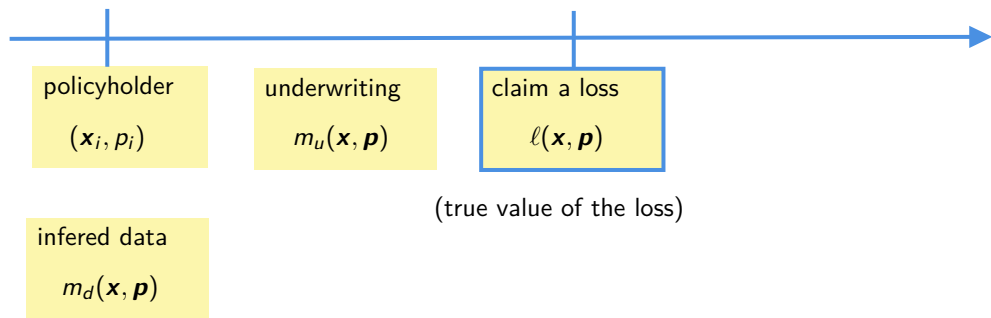 policyholder
(𝒙ᵢ, pᵢ)
underwriting
mᵤ(𝒙, 𝒑)
claim a loss
ℓ(𝒙, 𝒑)
(true value of the loss)
infered data
m_d(𝒙, 𝒑)